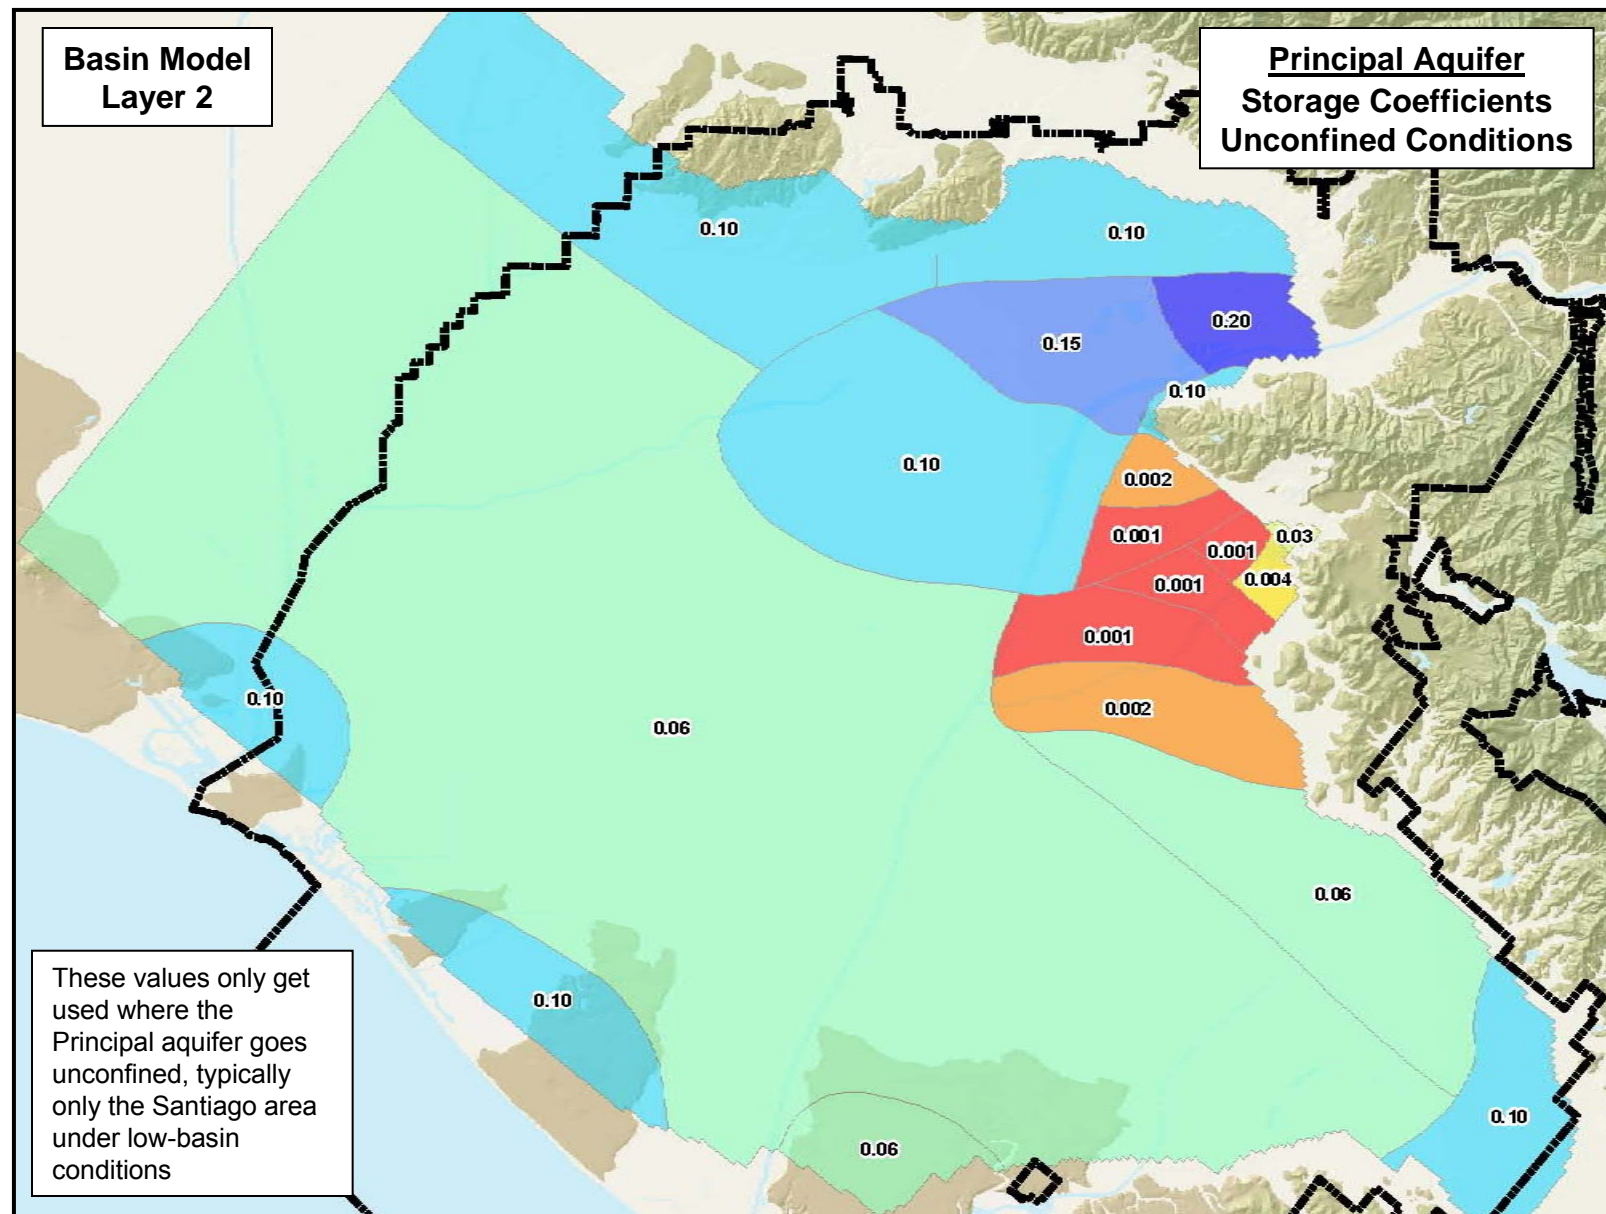 Basin Model
Layer 2
Principal Aquifer
Storage Coefficients
Unconfined Conditions
0.10
0.10
0.20
0.15
0.10
0.10
0.002
0.001
0.03
0.001
0.004
0.001
0.001
0.10
0.002
0.06
0.06
0.10
0.10
0.06
These values only get
used where the
Principal aquifer goes
unconfined, typically
only the Santiago area
under low-basin
conditions